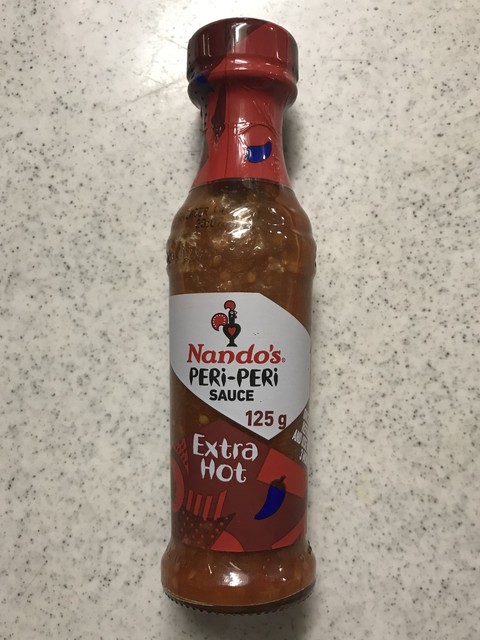 Nando's®
PERi-PERi
SAUCE
125 g
Extra
Hot